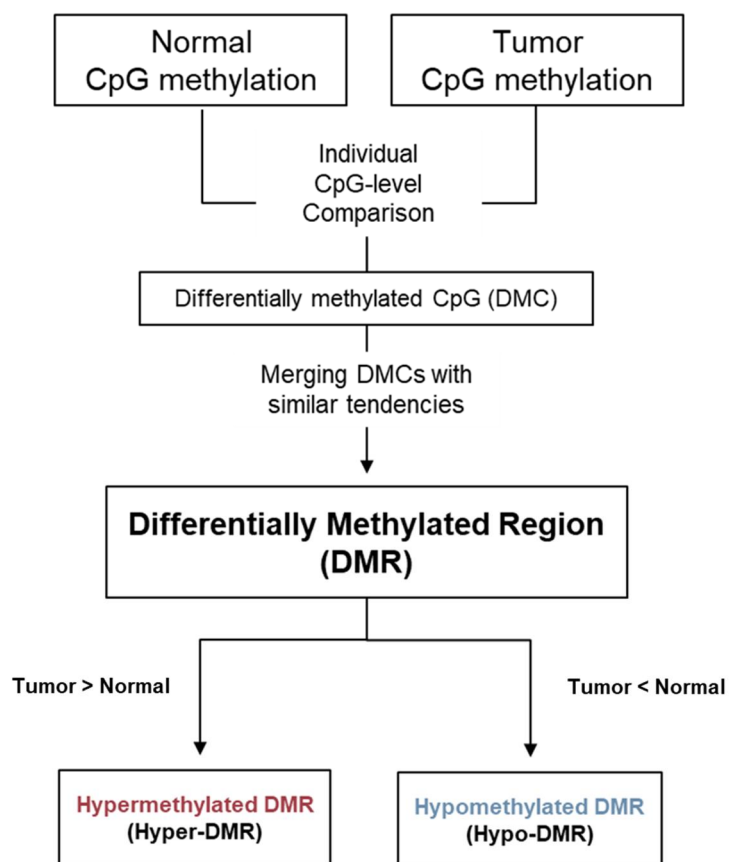 Normal
CpG methylation
Tumor
CpG methylation
Individual
CpG-level
Comparison
Differentially methylated CpG (DMC)
Merging DMCs with
similar tendencies
Differentially Methylated Region
(DMR)
Tumor > Normal
Tumor < Normal
Hypermethylated DMR
(Hyper-DMR)
Hypomethylated DMR
(Hypo-DMR)